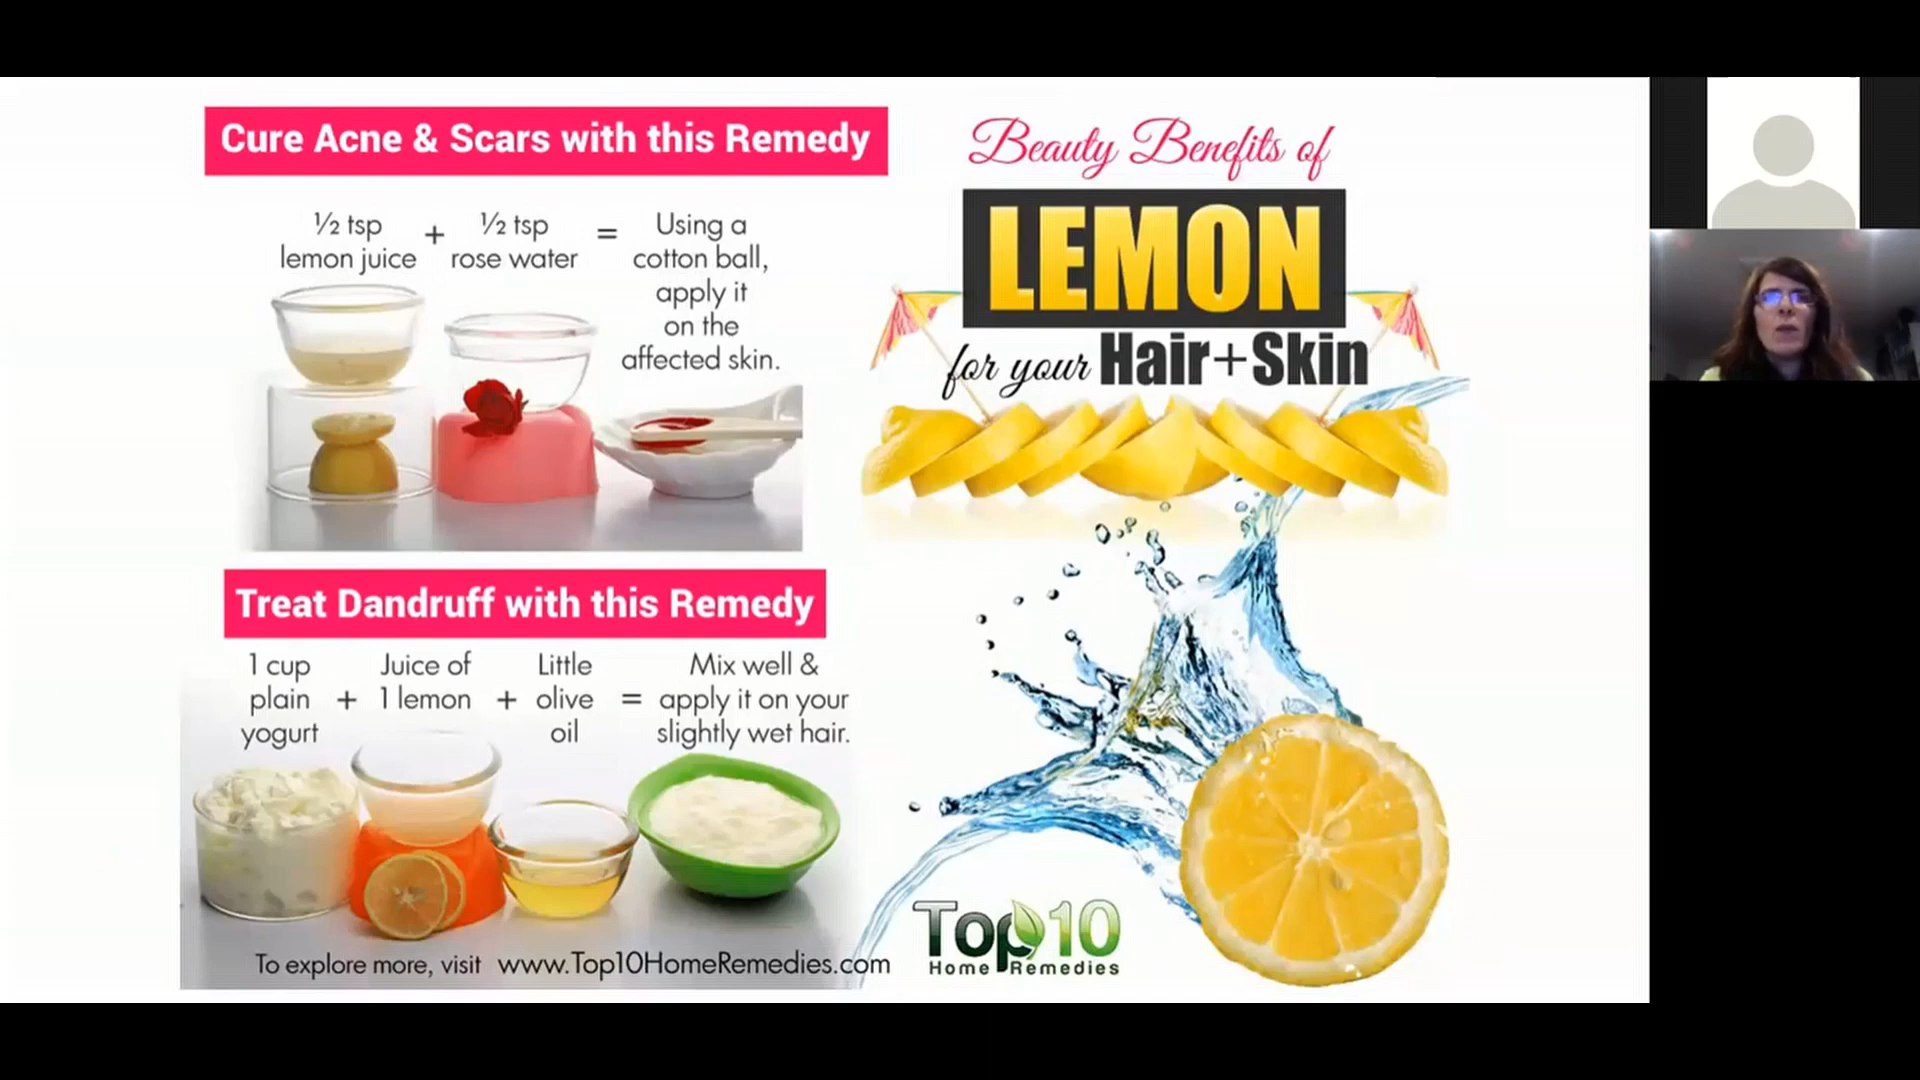 Cure Acne & Scars with this Remedy
½ tsp
lemon juice
+
½ tsp
rose water
=
Using a
cotton ball,
apply it
on the
affected skin.
Treat Dandruff with this Remedy
1 cup
plain
yogurt
+
Juice of
1 lemon
+
Little
olive
oil
=
Mix well &
apply it on your
slightly wet hair.
To explore more, visit www.Top10HomeRemedies.com
Beauty Benefits of
LEMON
for your Hair+Skin
Top10
Home Remedies